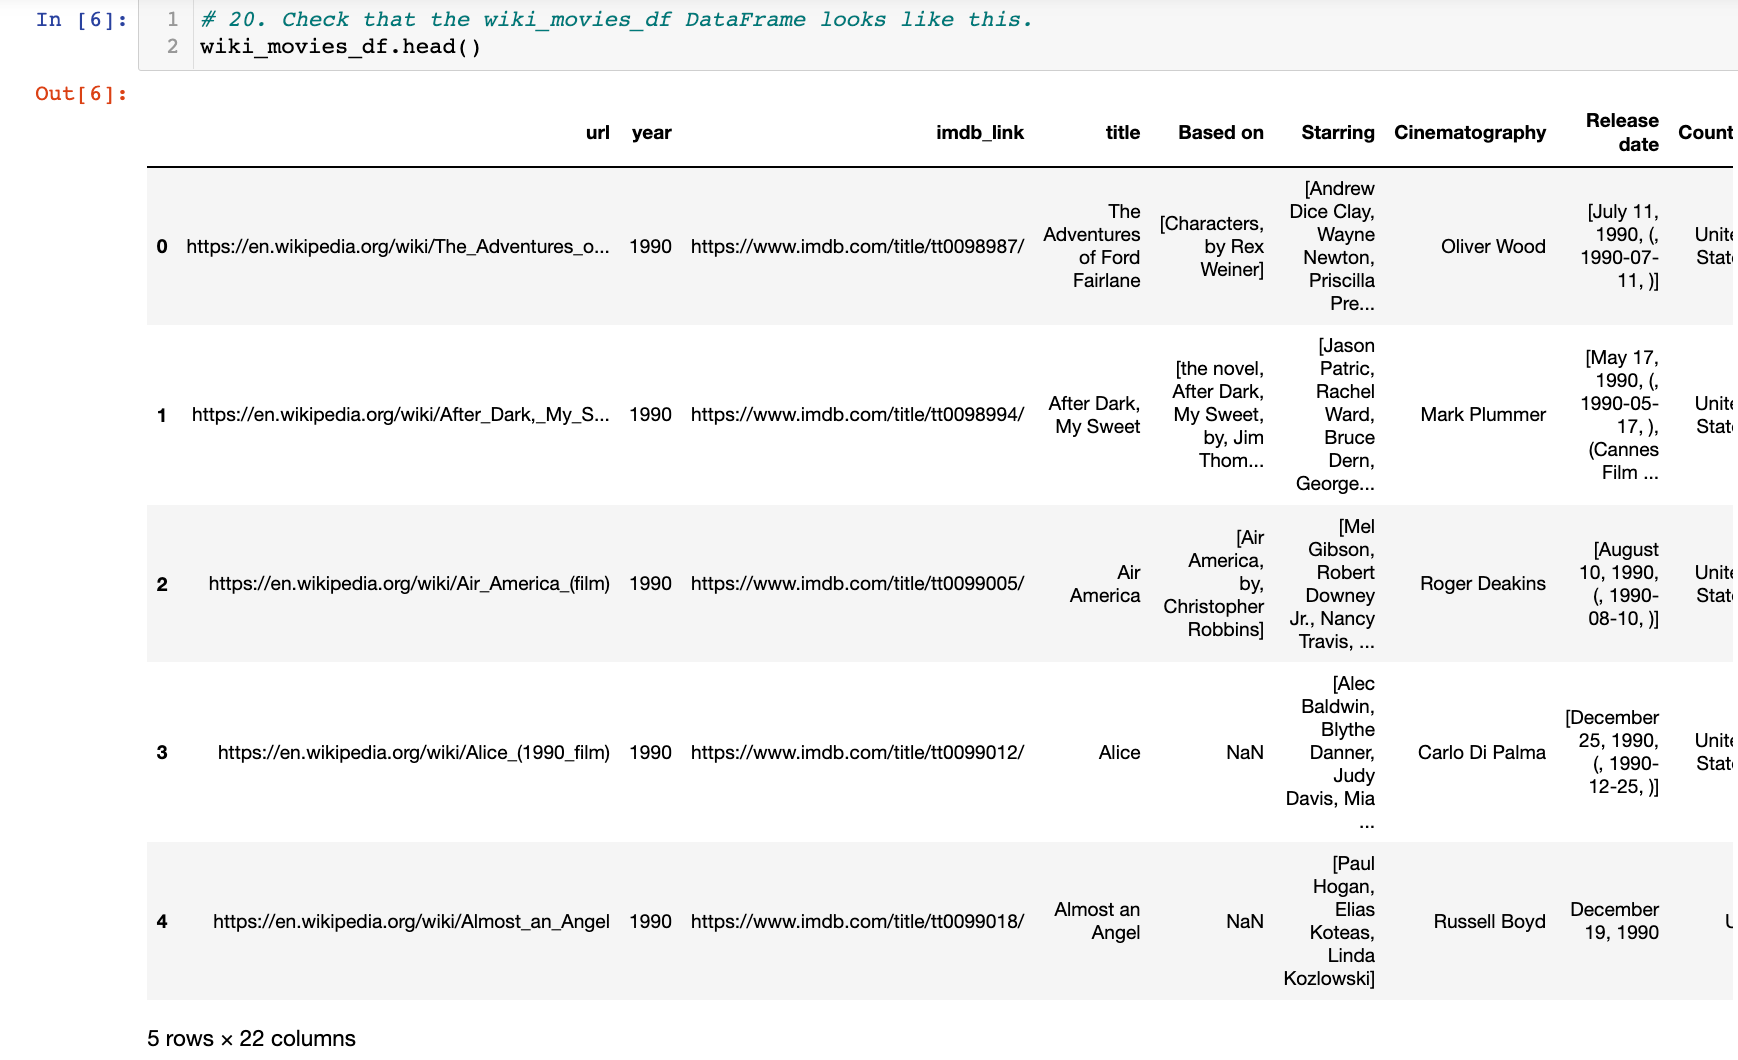 In [6]:
1 # 20. Check that the wiki_movies_df DataFrame looks like this.
2 wiki_movies_df.head()
Out[6]:
url year imdb_link title Based on Starring Cinematography Release date Count
0 https://en.wikipedia.org/wiki/The_Adventures_o... 1990 https://www.imdb.com/title/tt0098987/ The Adventures of Ford Fairlane [Characters, by Rex Weiner] [Andrew Dice Clay, Wayne Newton, Priscilla Pre... Oliver Wood [July 11, 1990, (, 1990-07-11, )] Unite State
1 https://en.wikipedia.org/wiki/After_Dark,_My_S... 1990 https://www.imdb.com/title/tt0098994/ After Dark, My Sweet [the novel, After Dark, My Sweet, by, Jim Thom... [Jason Patric, Rachel Ward, Bruce Dern, George... Mark Plummer [May 17, 1990, (, 1990-05-17, ), (Cannes Film ... Unite State
2 https://en.wikipedia.org/wiki/Air_America_(film) 1990 https://www.imdb.com/title/tt0099005/ Air America [Air America, by, Christopher Robbins] [Mel Gibson, Robert Downey Jr., Nancy Travis, ... Roger Deakins [August 10, 1990, (, 1990-08-10, )] Unite State
3 https://en.wikipedia.org/wiki/Alice_(1990_film) 1990 https://www.imdb.com/title/tt0099012/ Alice NaN [Alec Baldwin, Blythe Danner, Judy Davis, Mia ... Carlo Di Palma [December 25, 1990, (, 1990-12-25, )] Unite State
4 https://en.wikipedia.org/wiki/Almost_an_Angel 1990 https://www.imdb.com/title/tt0099018/ Almost an Angel NaN [Paul Hogan, Elias Koteas, Linda Kozlowski] Russell Boyd December 19, 1990
5 rows × 22 columns